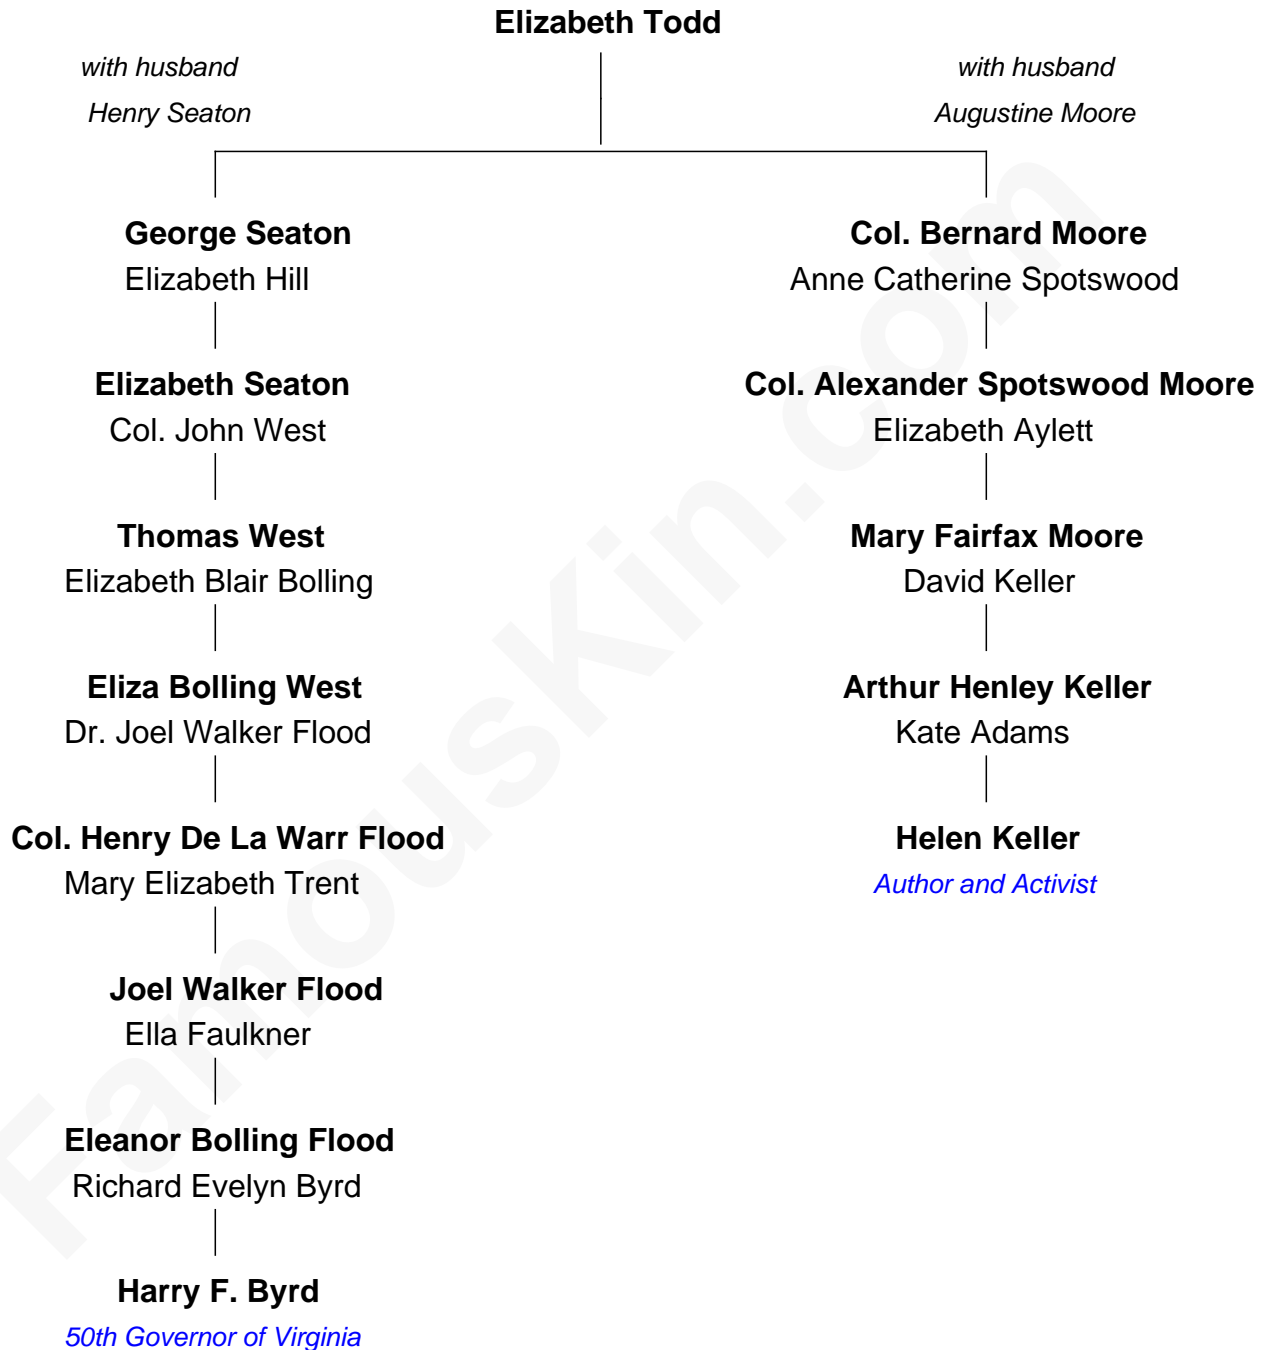 Elizabeth Todd
with husband
Henry Seaton
with husband
Augustine Moore
George Seaton
Elizabeth Hill
Elizabeth Seaton
Col. John West
Thomas West
Elizabeth Blair Bolling
Eliza Bolling West
Dr. Joel Walker Flood
Col. Henry De La Warr Flood
Mary Elizabeth Trent
Joel Walker Flood
Ella Faulkner
Eleanor Bolling Flood
Richard Evelyn Byrd
Harry F. Byrd
50th Governor of Virginia
Col. Bernard Moore
Anne Catherine Spotswood
Col. Alexander Spotswood Moore
Elizabeth Aylett
Mary Fairfax Moore
David Keller
Arthur Henley Keller
Kate Adams
Helen Keller
Author and Activist
FamousKin.com